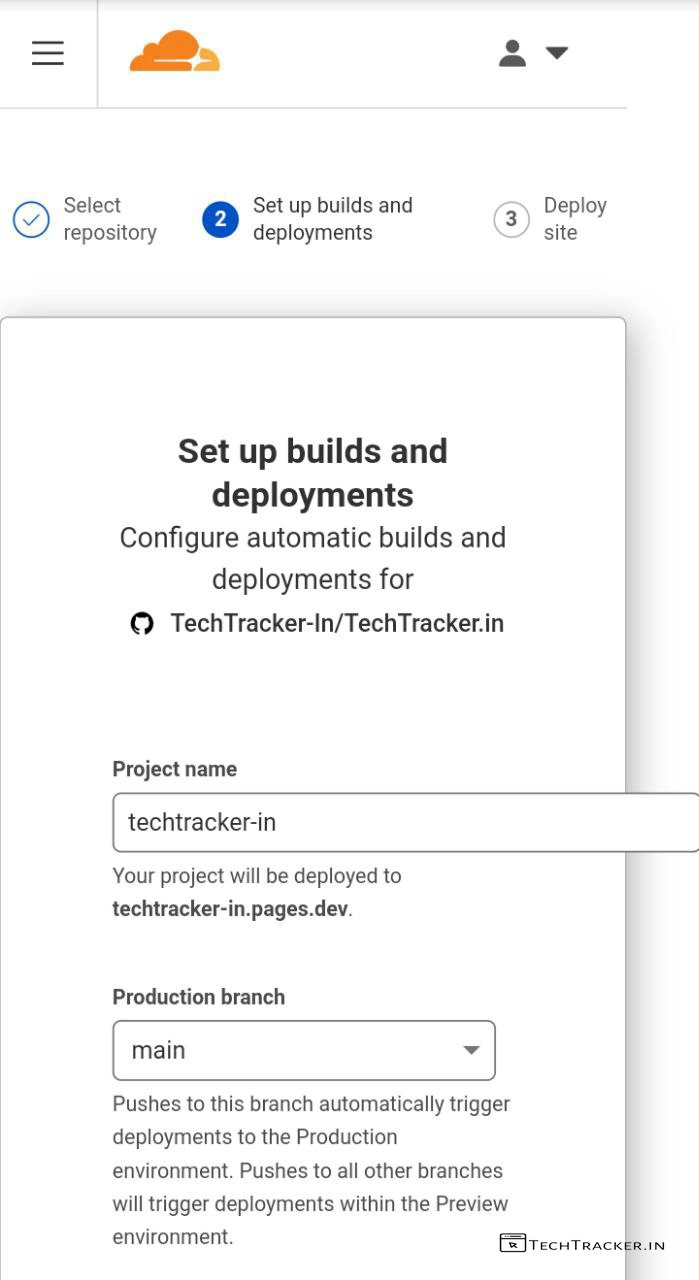 Select
repository
2
Set up builds and
deployments
3
Deploy
site
Set up builds and
deployments
Configure automatic builds and
deployments for
TechTracker-In/TechTracker.in
Project name
techtracker-in
Your project will be deployed to
techtracker-in.pages.dev.
Production branch
main
Pushes to this branch automatically trigger
deployments to the Production
environment. Pushes to all other branches
will trigger deployments within the Preview
environment.
TechTracker.in